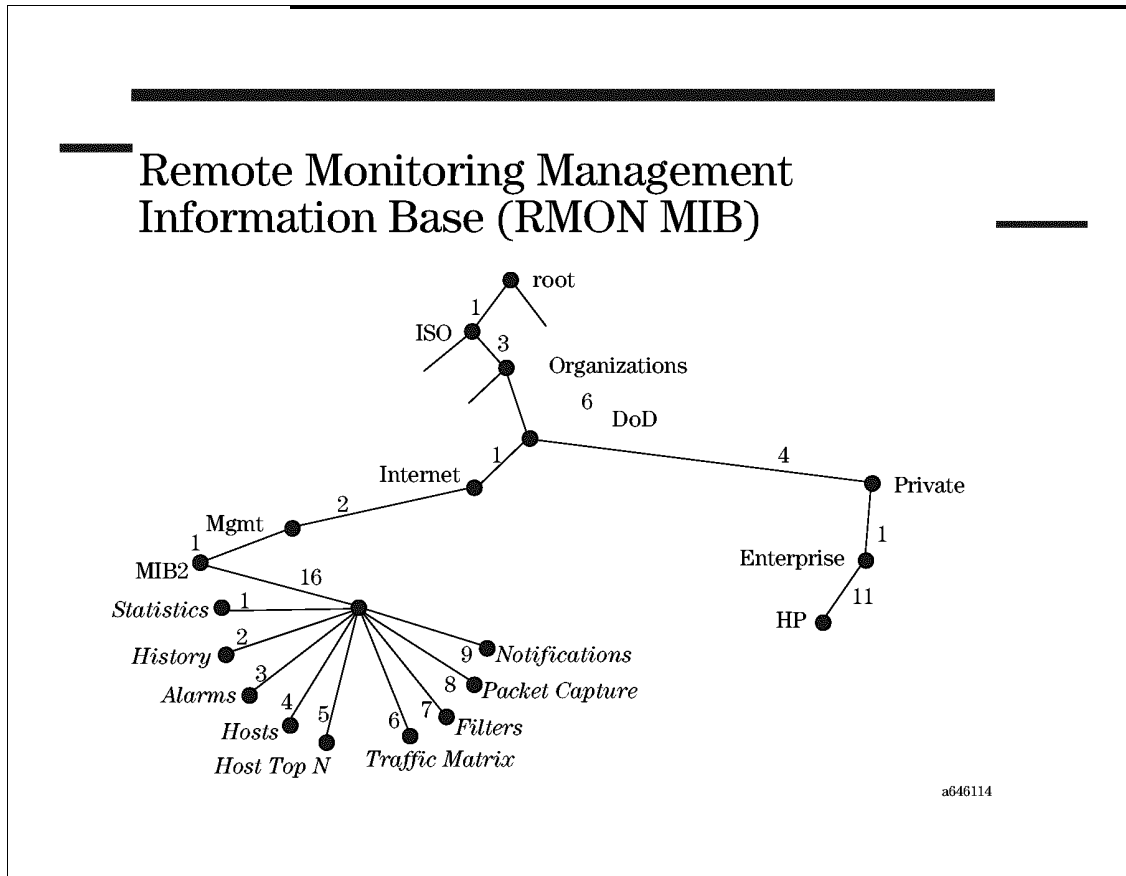 Remote Monitoring Management
Information Base (RMON MIB)
root
1
ISO
3
Organizations
6
DoD
1
4
Internet
Private
2
Mgmt
1
1
Enterprise
MIB2
16
11
Statistics
1
HP
2
History
9
Notifications
3
Alarms
8
Packet Capture
4
5
6
7
Hosts
Filters
Host Top N
Traffic Matrix
a646114